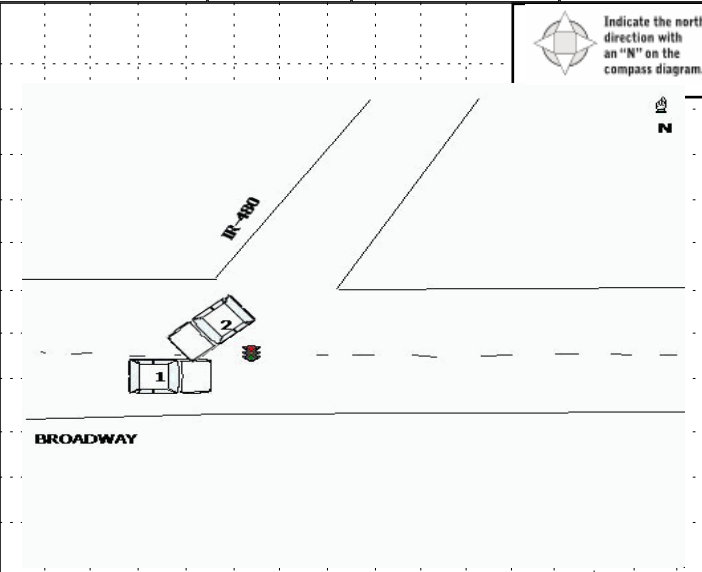 Indicate the north
direction with
an “N” on the
compass diagram.
N
IR-480
2
1
BROADWAY